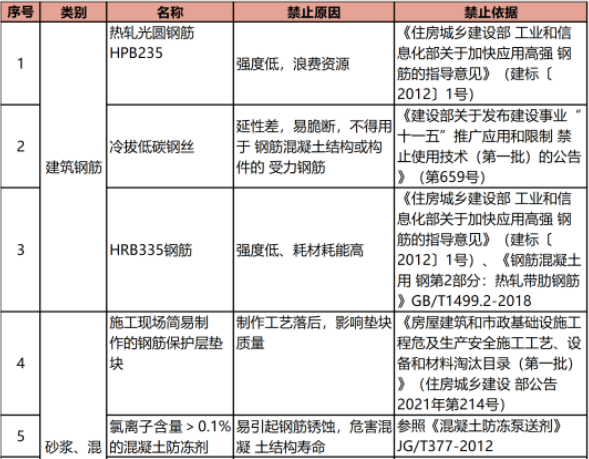 序号 类别 名称 禁止原因 禁止依据
1
建筑钢筋
热轧光圆钢筋
HPB235
强度低，浪费资源
《住房城乡建设部 工业和信
息化部关于加快应用高强 钢
筋的指导意见》（建标〔
2012〕1号）
2
冷拔低碳钢丝
延性差，易脆断，不得用
于 钢筋混凝土结构或构
件的 受力钢筋
《建设部关于发布建设事业“
十一五”推广应用和限制 禁
止使用技术（第一批）的公告
》（第659号）
3
HRB335钢筋
强度低、耗材耗能高
《住房城乡建设部 工业和信
息化部关于加快应用高强 钢
筋的指导意见》（建标〔
2012〕1号）、《钢筋混凝土
用 钢第2部分：热轧带肋钢筋
》GB/T1499.2-2018
4
砂浆、混
施工现场简易制
作的钢筋保护层垫
块
制作工艺落后，影响垫块
质量
《房屋建筑和市政基础设施工
程危及生产安全施工工艺、设
备和材料淘汰目录（第一批）
》（住房城乡建设 部公告
2021年第214号）
5
氯离子含量＞0.1%
的混凝土防冻剂
易引起钢筋锈蚀，危害混
凝 土结构寿命
参照《混凝土防冻泵送剂》
JG/T377-2012